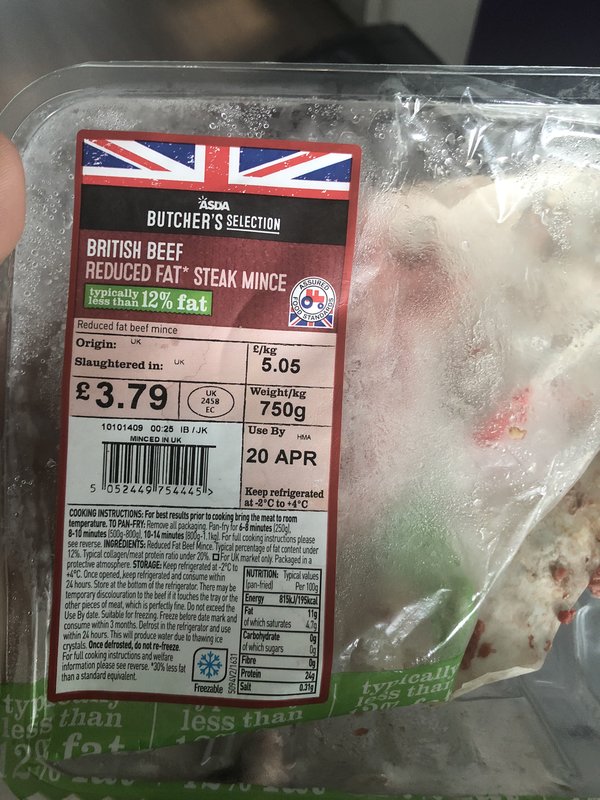 ASDA
BUTCHER'S SELECTION
BRITISH BEEF
REDUCED FAT* STEAK MINCE
typically
less than 12% fat
ASSURED
FOOD STANDARDS
Reduced fat beef mince
Origin: UK
Slaughtered in: UK
£/kg
5.05
£3.79
UK
2458
EC
Weight/kg
750g
10101409 00:25 IB /JK
MINCED IN UK
Use By HMA
20 APR
5 052449 754445 >
Keep refrigerated
at -2°C to +4°C
COOKING INSTRUCTIONS: For best results prior to cooking bring the meat to room
temperature. TO PAN-FRY: Remove all packaging. Pan-fry for 6-8 minutes (250g),
8-10 minutes (500g-800g), 10-14 minutes (800g-1.1kg). For full cooking instructions please
see reverse. INGREDIENTS: Reduced Fat Beef Mince. Typical percentage of fat content under
12%. Typical collagen/meat protein ratio under 20%. For UK market only. Packaged in a
protective atmosphere. STORAGE: Keep refrigerated at -2°C to
+4°C. Once opened, keep refrigerated and consume within
24 hours. Store at the bottom of the refrigerator. There may be
temporary discolouration to the beef if it touches the tray or the
other pieces of meat, which is perfectly fine. Do not exceed the
Use By date. Suitable for freezing. Freeze before date mark and
consume within 3 months. Defrost in the refrigerator and use
within 24 hours. This will produce water due to thawing ice
crystals. Once defrosted, do not re-freeze.
For full cooking instructions and welfare
information please see reverse. *30% less fat
than a standard equivalent.
Freezable
5094V2/1631
NUTRITION: Typical values
(pan-fried) Per 100g
Energy 815kJ/195kcal
Fat 11g
of which saturates 4.7g
Carbohydrate 0g
of which sugars 0g
Fibre 0g
Protein 24g
Salt 0.31g
typically
less than
12% fat
less than
typically
less than